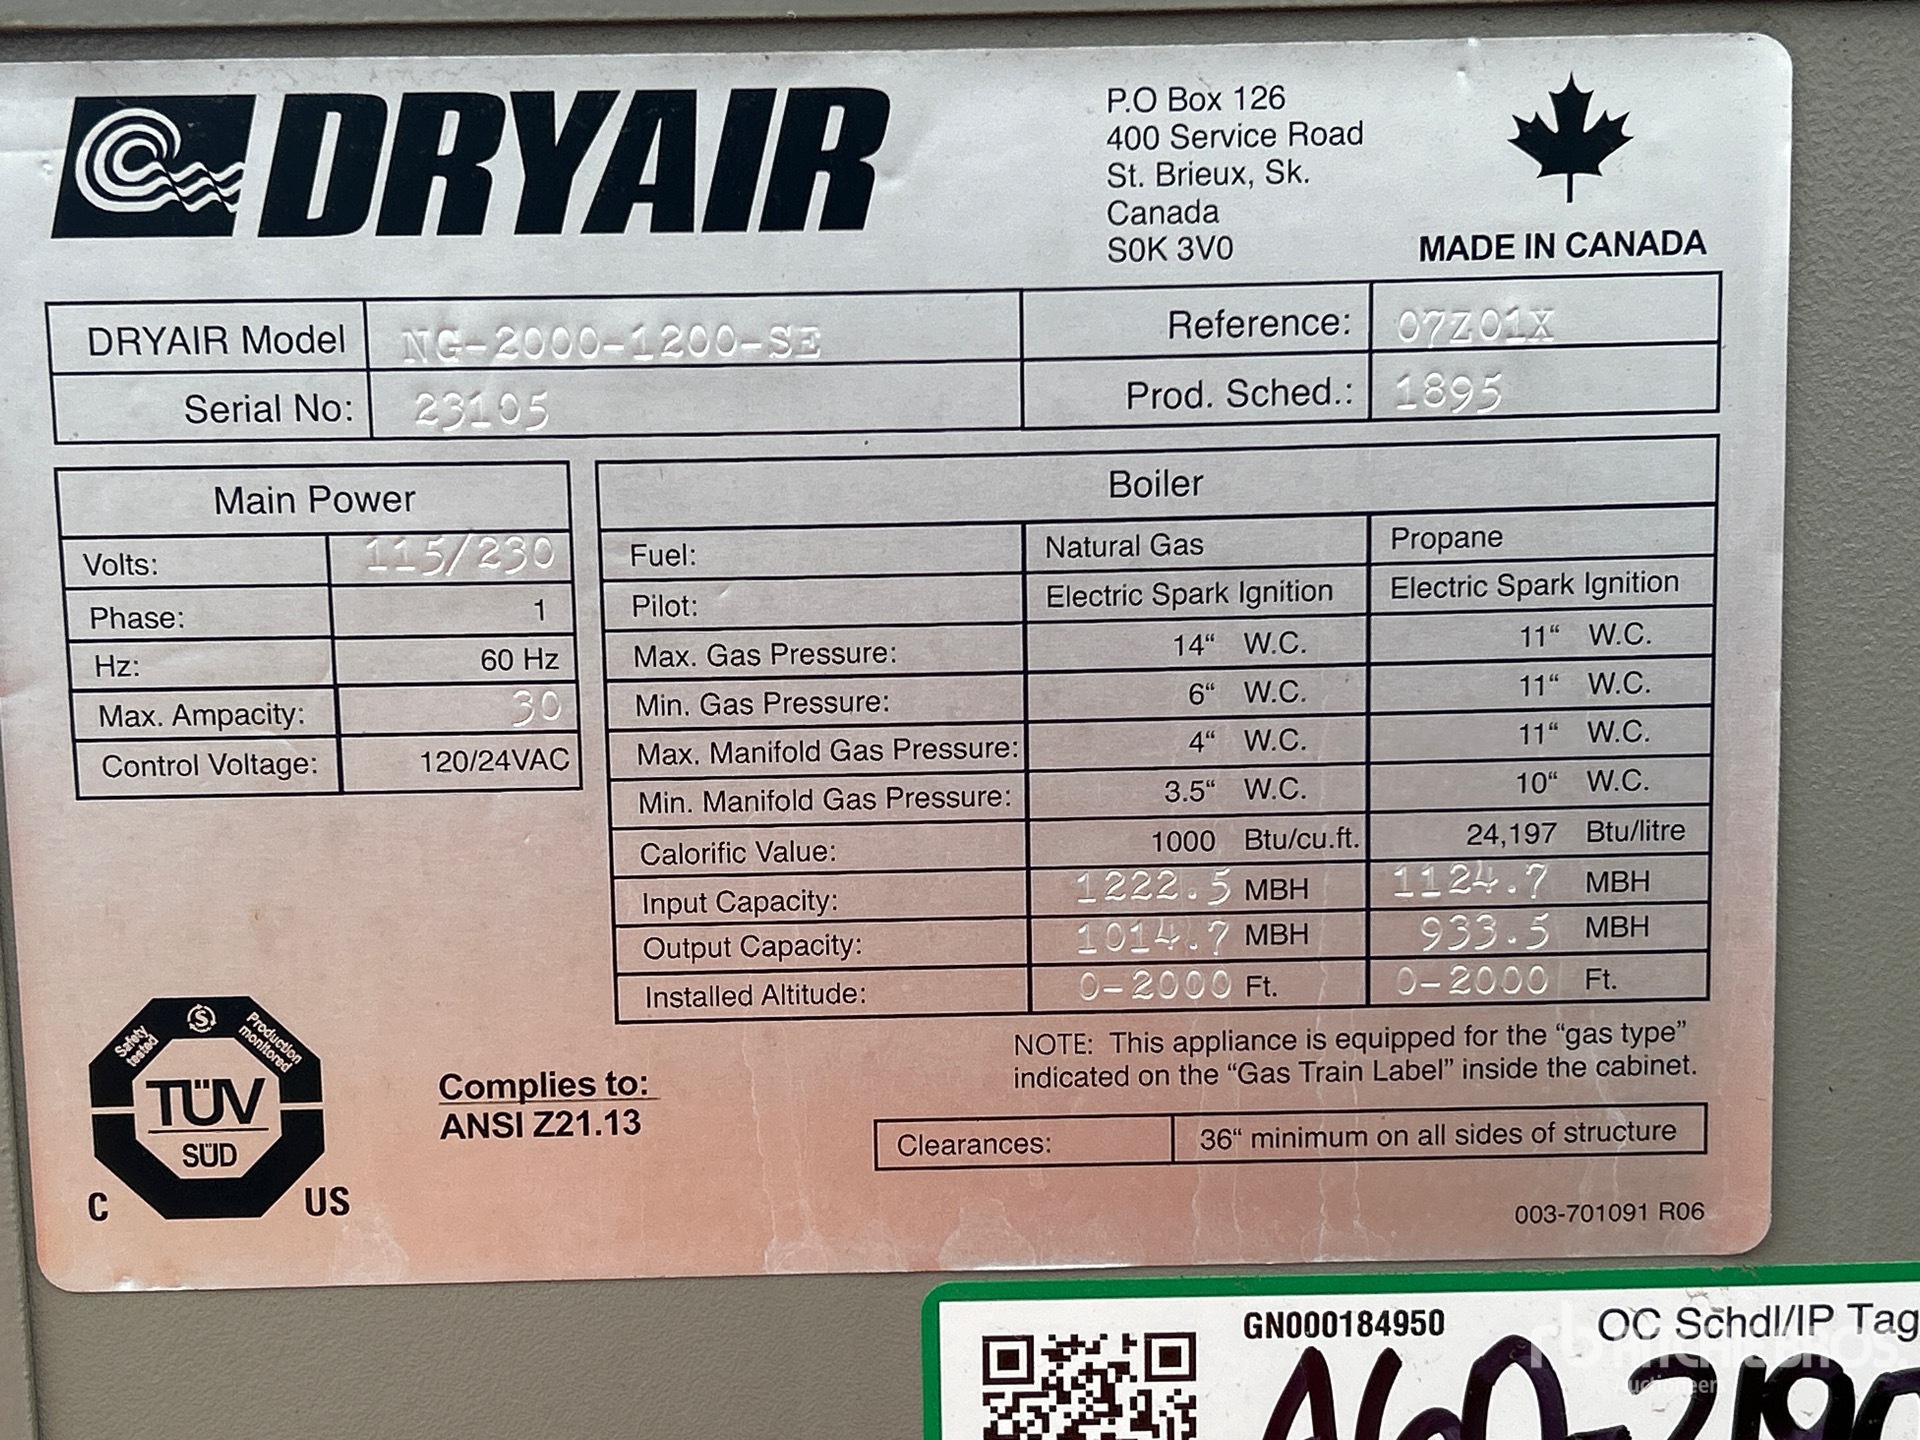 DRYAIR
P.O Box 126
400 Service Road
St. Brieux, Sk.
Canada
S0K 3V0
MADE IN CANADA
DRYAIR Model NG-2000-1200-SE Reference: 07Z01X
Serial No: 23105 Prod. Sched.: 1895
Main Power
Volts: 115/230
Phase: 1
Hz: 60 Hz
Max. Ampacity: 30
Control Voltage: 120/24VAC
Boiler
Fuel: Natural Gas Propane
Pilot: Electric Spark Ignition Electric Spark Ignition
Max. Gas Pressure: 14“ W.C. 11“ W.C.
Min. Gas Pressure: 6“ W.C. 11“ W.C.
Max. Manifold Gas Pressure: 4“ W.C. 11“ W.C.
Min. Manifold Gas Pressure: 3.5“ W.C. 10“ W.C.
Calorific Value: 1000 Btu/cu.ft. 24,197 Btu/litre
Input Capacity: 1222.5 MBH 1124.7 MBH
Output Capacity: 1014.7 MBH 933.5 MBH
Installed Altitude: 0-2000 Ft. 0-2000 Ft.
NOTE: This appliance is equipped for the “gas type”
indicated on the “Gas Train Label” inside the cabinet.
Safety tested
Production monitored
TÜV
SÜD
C US
Complies to:
ANSI Z21.13
Clearances: 36“ minimum on all sides of structure
003-701091 R06
GN000184950 OC Schdl/IP Tag
rb RITCHIE BROS
Auctioneers